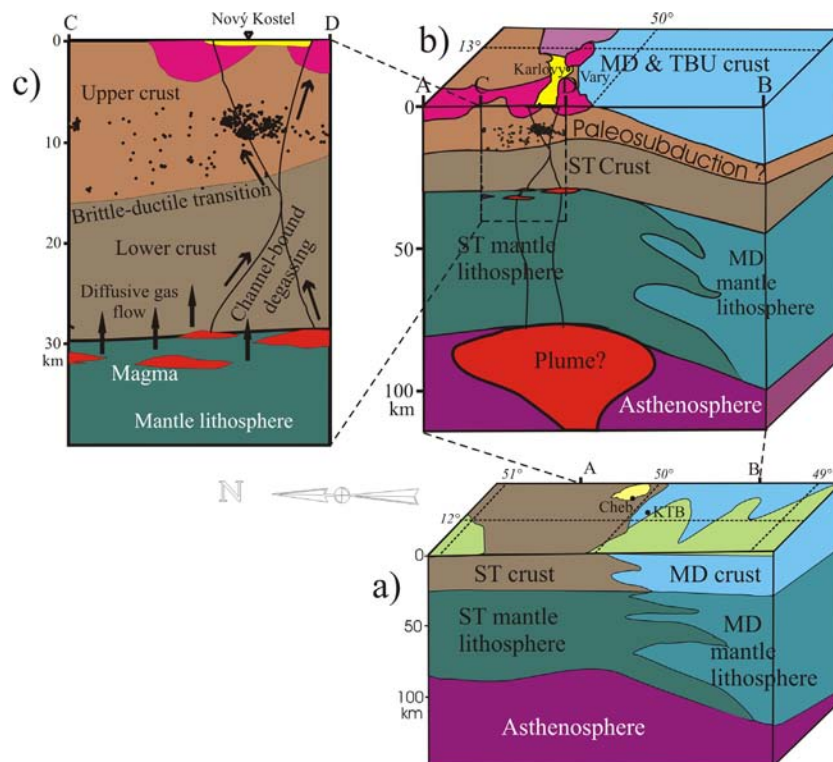 C
Nový Kostel
D
c)
0
10
20
30
km
Upper crust
Brittle-ductile transition
Lower crust
Channel-bound
degassing
Diffusive gas
flow
Magma
Mantle lithosphere
N
b)
50°
13°
Karlovy
Vary
MD & TBU crust
A
C
D
B
0
50
100
km
Paleosubduction ?
ST Crust
ST mantle
lithosphere
MD
mantle
lithosphere
Plume?
Asthenosphere
a)
51°
A
50°
B
49°
12°
Cheb
KTB
0
50
100
km
ST crust
MD crust
ST mantle
lithosphere
MD
mantle
lithosphere
Asthenosphere